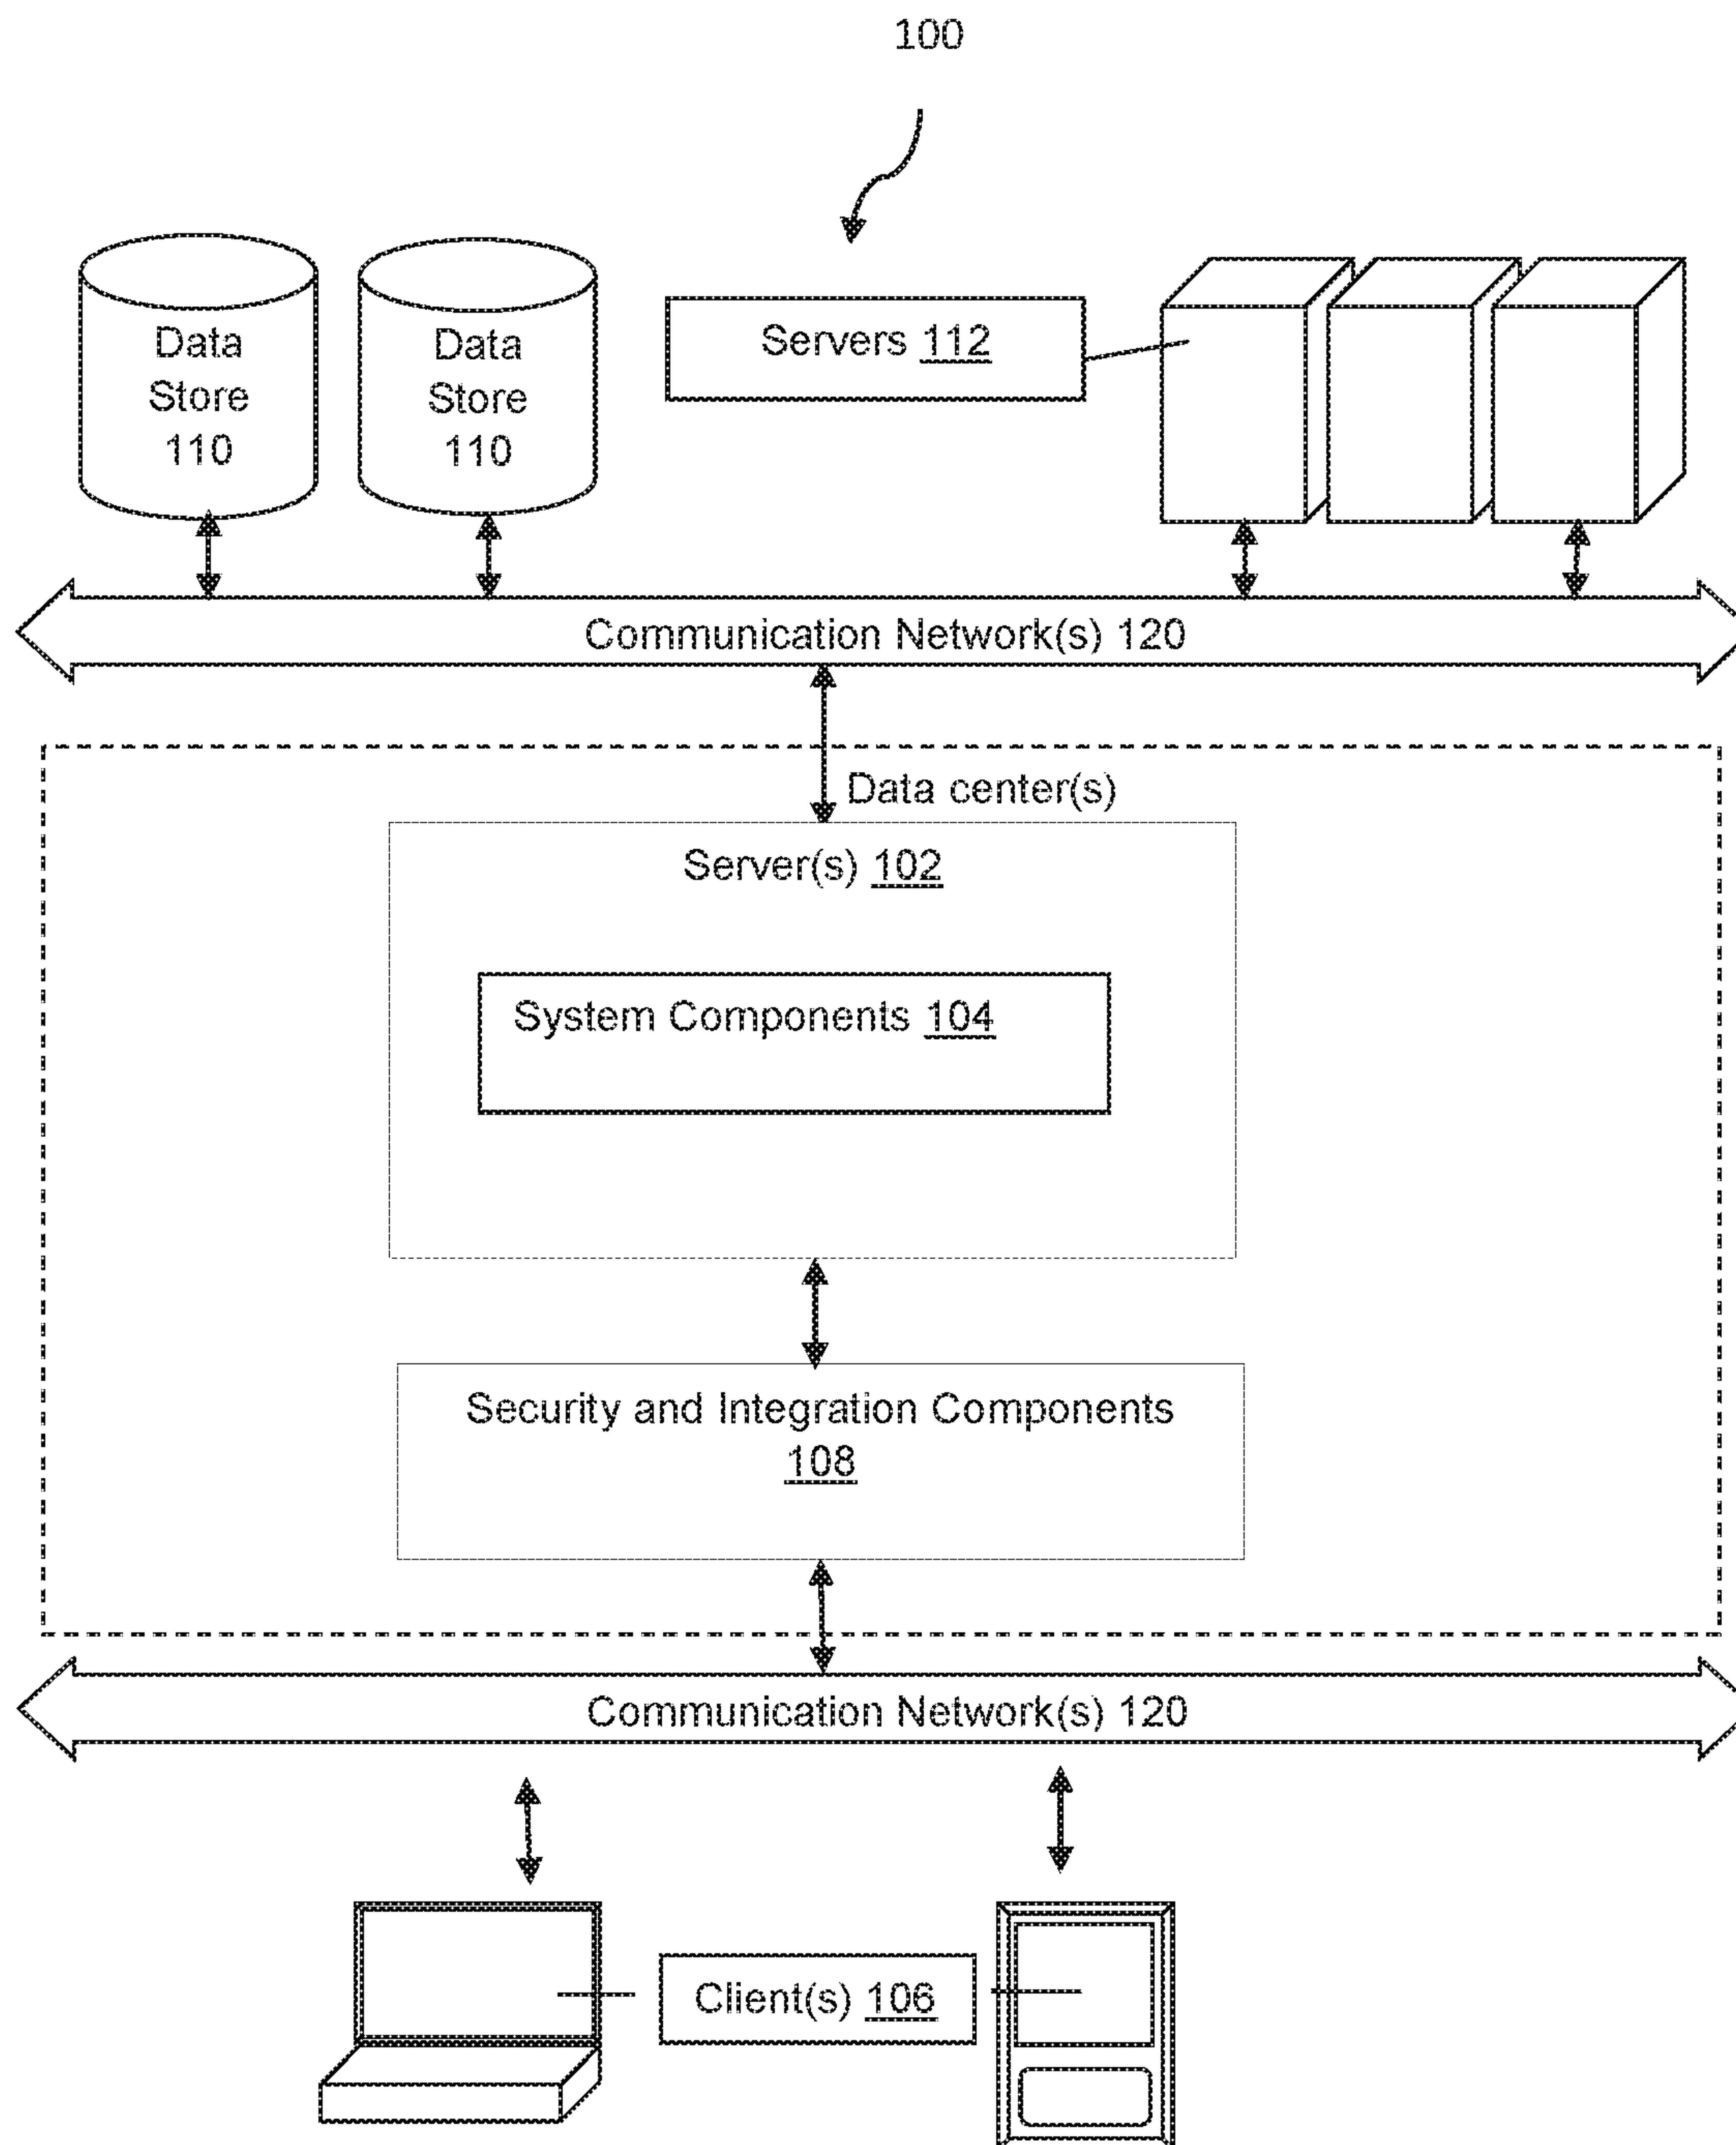 100
Data
Store
110
Data
Store
110
Servers 112
Communication Network(s) 120
Data center(s)
Server(s) 102
System Components 104
Security and Integration Components
108
Communication Network(s) 120
Client(s) 106